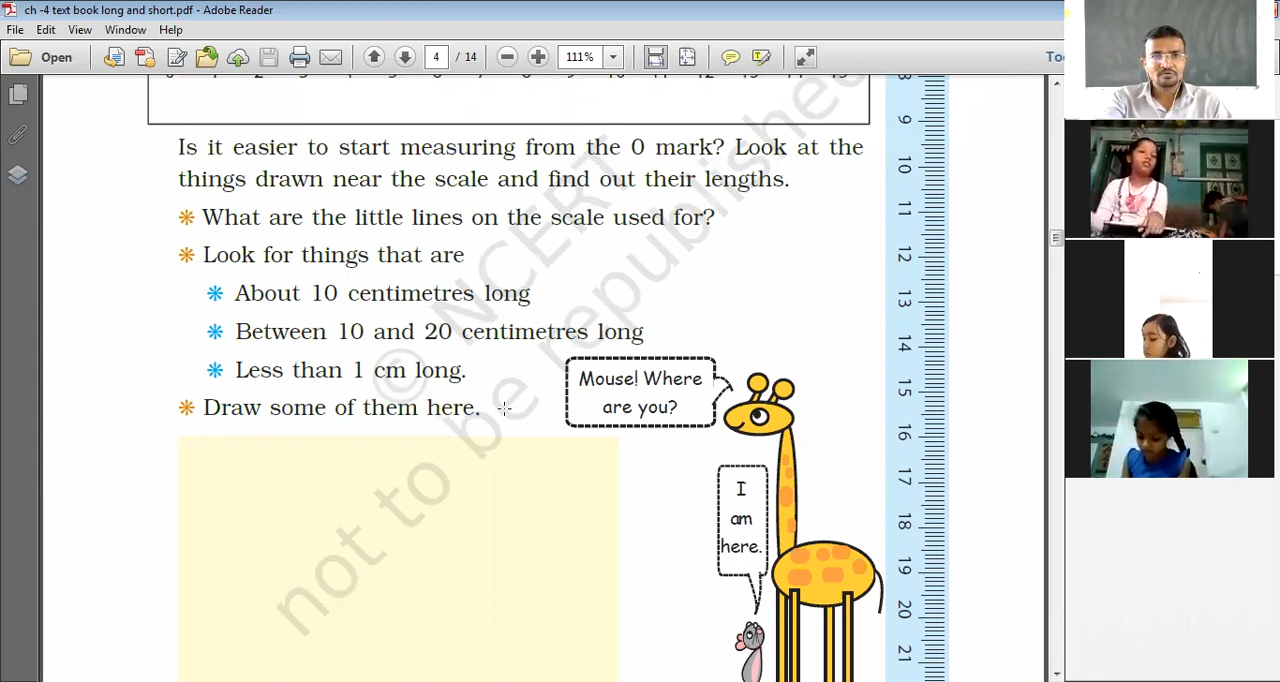 ch -4 text book long and short.pdf - Adobe Reader
File Edit View Window Help
Open 4 / 14 111%
Is it easier to start measuring from the 0 mark? Look at the
things drawn near the scale and find out their lengths.
What are the little lines on the scale used for?
Look for things that are
About 10 centimetres long
Between 10 and 20 centimetres long
Less than 1 cm long.
Draw some of them here.
Mouse! Where
are you?
I
am
here.
9
10
11
12
13
14
15
16
17
18
19
20
21
© NCERT
not to be republished